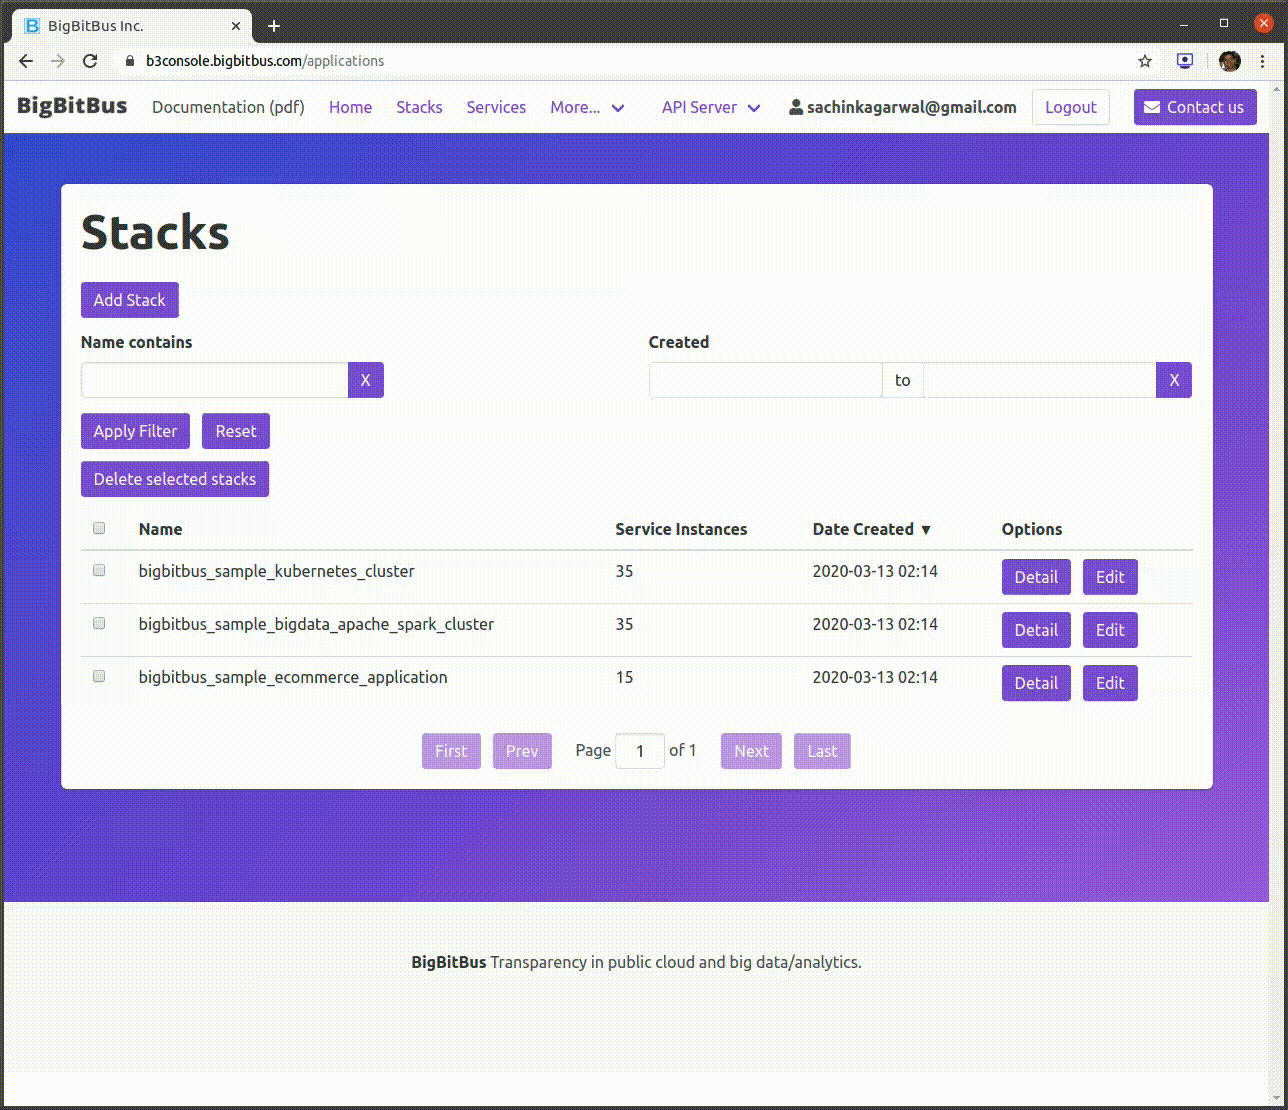 BigBitBus Inc.
b3console.bigbitbus.com/applications
BigBitBus Documentation (pdf) Home Stacks Services More... API Server sachinkagarwal@gmail.com Logout Contact us
Stacks
Add Stack
Name contains Created
X to X
Apply Filter Reset
Delete selected stacks
Name Service Instances Date Created ▼ Options
bigbitbus_sample_kubernetes_cluster 35 2020-03-13 02:14 Detail Edit
bigbitbus_sample_bigdata_apache_spark_cluster 35 2020-03-13 02:14 Detail Edit
bigbitbus_sample_ecommerce_application 15 2020-03-13 02:14 Detail Edit
First Prev Page 1 of 1 Next Last
BigBitBus Transparency in public cloud and big data/analytics.